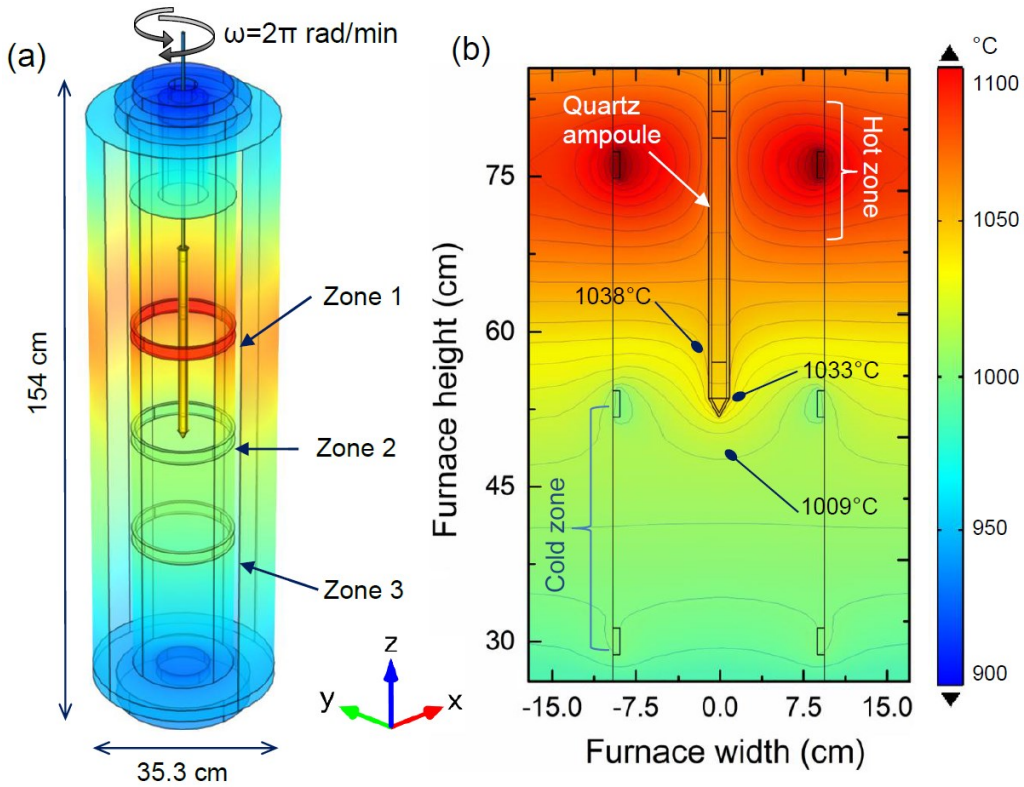 (a)
ω=2π rad/min
154 cm
Zone 1
Zone 2
Zone 3
35.3 cm
z
y
x
(b)
°C
Quartz
ampoule
Hot zone
1038°C
1033°C
1009°C
Cold zone
Furnace height (cm)
75
60
45
30
-15.0 -7.5 0.0 7.5 15.0
Furnace width (cm)
1100
1050
1000
950
900